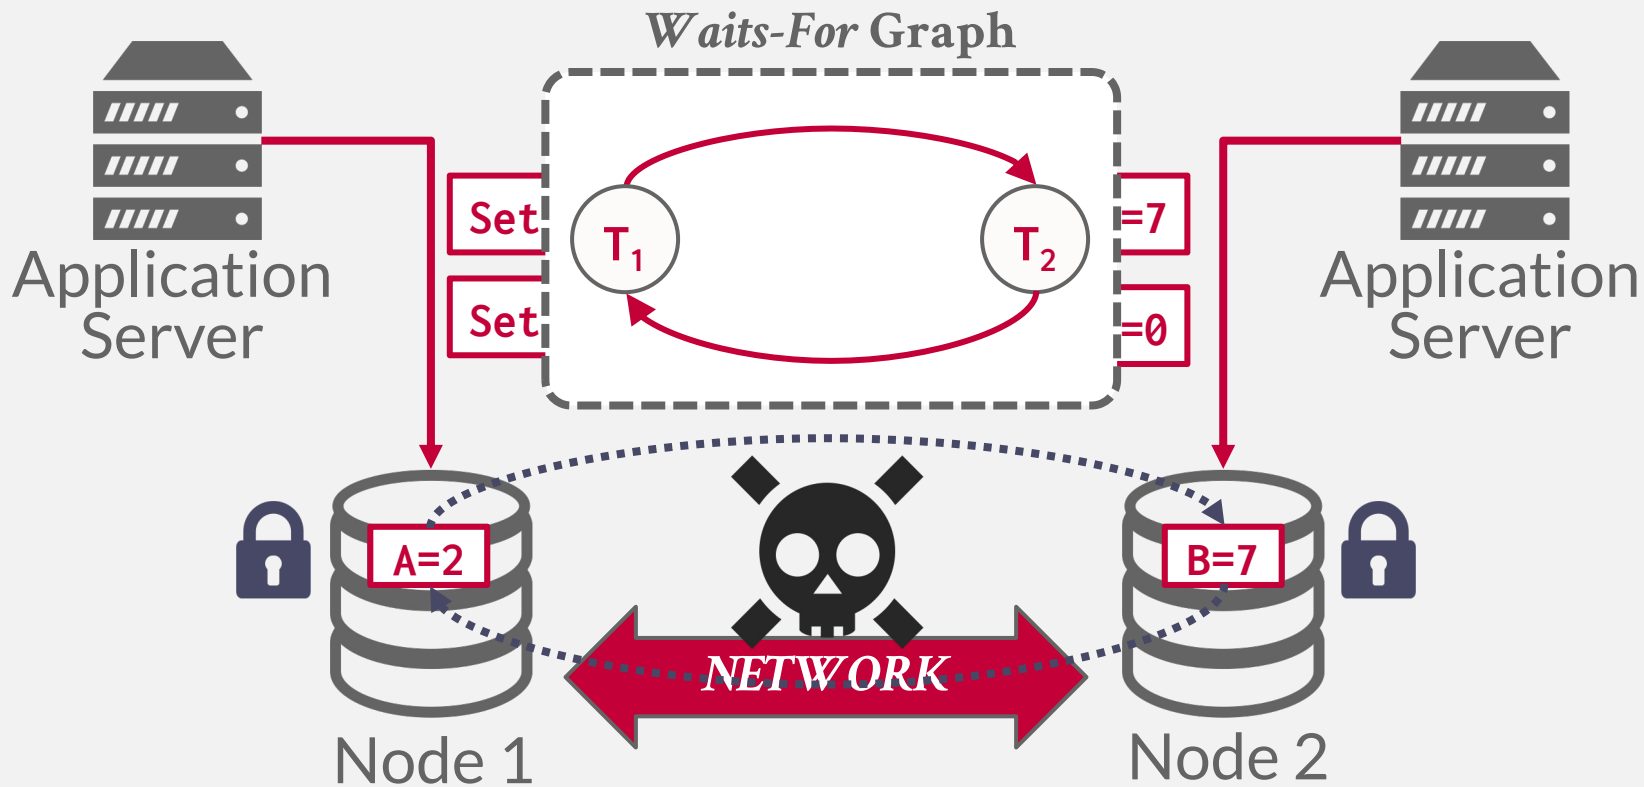 Waits-For Graph
Set
=7
T1
T2
Set
=0
Application
Server
Application
Server
A=2
B=7
NETWORK
Node 1
Node 2